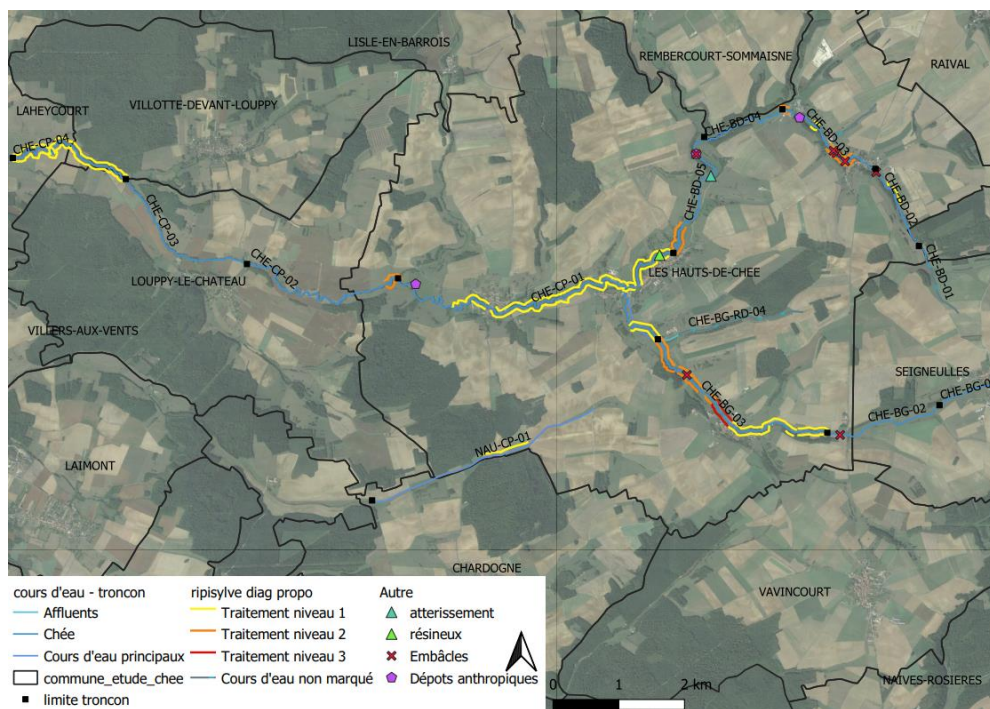 LISLE-EN-BARROIS
REMBERCOURT-SOMMAISNE
RAIVAL
LAHEYCOURT
VILLOTTE-DEVANT-LOUPPY
CHE-CP-04
CHE-BD-04
CHE-BD-03
CHE-BD-05
CHE-BD-02
CHE-CP-03
CHE-CP-02
LOUPPY-LE-CHATEAU
CHE-CP-01
LES HAUTS-DE-CHEE
CHE-BD-01
CHE-BG-RD-04
VILLERS-AUX-VENTS
SEIGNEULLES
CHE-BG-03
CHE-BG-02
NAU-CP-01
LAIMONT
CHARDOGNE
VAVINCOURT
NAIVES-ROSIERES
cours d'eau - troncon
Affluents
Chée
Cours d'eau principaux
commune_etude_chee
limite troncon
ripisylve diag propo
Traitement niveau 1
Traitement niveau 2
Traitement niveau 3
Cours d'eau non marqué
Autre
atterissement
résineux
Embâcles
Dépots anthropiques
0 1 2 km